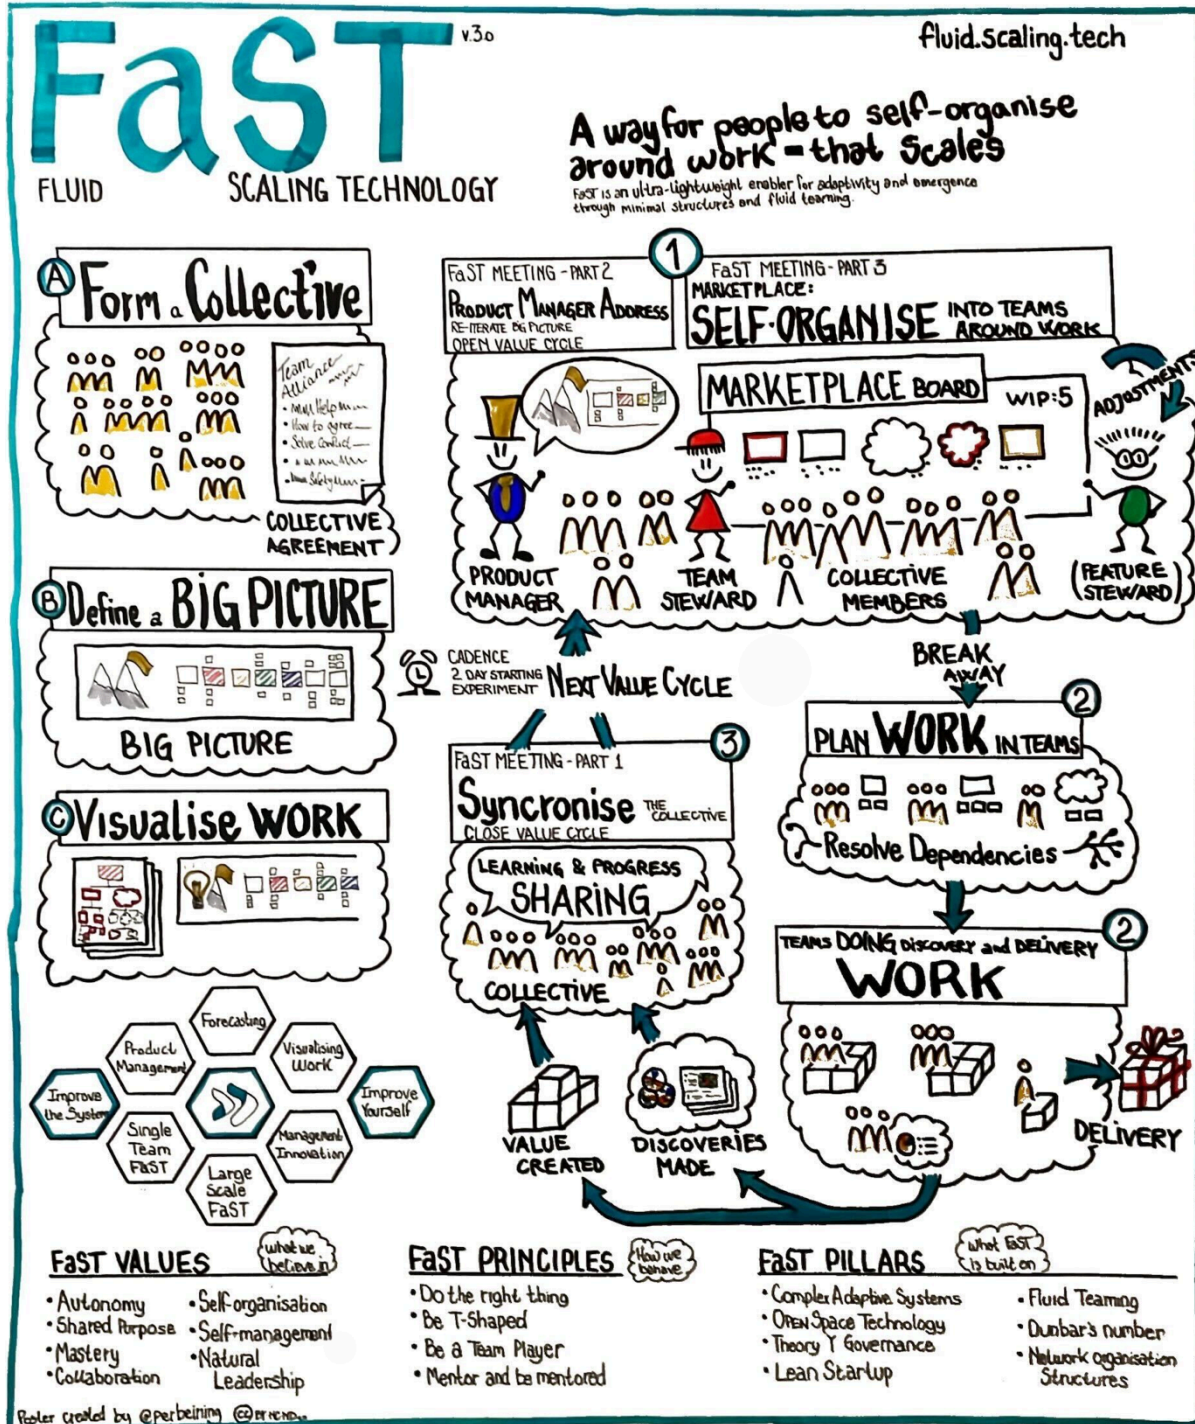 FaST
v.3.0
FLUID SCALING TECHNOLOGY
fluid.scaling.tech
A way for people to self-organise
around work - that scales
FaST is an ultra-lightweight enabler for adaptivity and emergence
through minimal structures and fluid teaming.
A
Form a Collective
Team
Alliance
Help
How to agree
Solve Conflict
Safety
COLLECTIVE
AGREEMENT
B
Define a BIG PICTURE
BIG PICTURE
C
Visualise WORK
1
FaST MEETING - PART 2
PRODUCT MANAGER ADDRESS
RE-ITERATE BIG PICTURE
OPEN VALUE CYCLE
FaST MEETING - PART 3
MARKETPLACE:
SELF-ORGANISE INTO TEAMS
AROUND WORK
MARKETPLACE BOARD
WIP:5
ADJUSTMENTS
PRODUCT
MANAGER
TEAM
STEWARD
COLLECTIVE
MEMBERS
(FEATURE
STEWARD)
BREAK
AWAY
2
PLAN WORK IN TEAMS
Resolve Dependencies
2
TEAMS DOING DISCOVERY and DELIVERY
WORK
DELIVERY
CADENCE
2 DAY STARTING
EXPERIMENT
NEXT VALUE CYCLE
3
FaST MEETING - PART 1
Syncronise THE
COLLECTIVE
CLOSE VALUE CYCLE
LEARNING & PROGRESS
SHARING
COLLECTIVE
VALUE
CREATED
DISCOVERIES
MADE
Forecasting
Product
Management
Visualising
Work
Improve
the System
Improve
Yourself
Single
Team
FaST
Management
Innovation
Large
Scale
FaST
FaST VALUES
what we
believe in
• Autonomy
• Shared Purpose
• Mastery
• Collaboration
• Self-organisation
• Self-management
• Natural
Leadership
FaST PRINCIPLES
How we
behave
• Do the right thing
• Be T-Shaped
• Be a Team Player
• Mentor and be mentored
FaST PILLARS
What FaST
is built on
• Complex Adaptive Systems
• OPEN Space Technology
• Theory Y Governance
• Lean Startup
• Fluid Teaming
• Dunbar's number
• Network organisation
Structures
Poster created by @perbeining